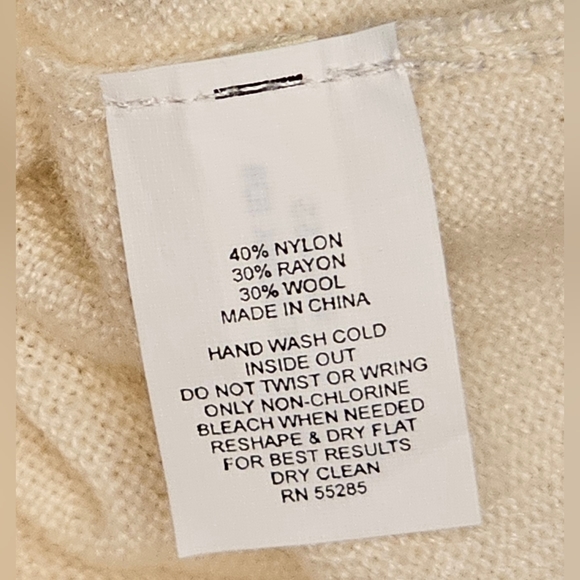 40% NYLON
30% RAYON
30% WOOL
MADE IN CHINA
HAND WASH COLD
INSIDE OUT
DO NOT TWIST OR WRING
ONLY NON-CHLORINE
BLEACH WHEN NEEDED
RESHAPE & DRY FLAT
FOR BEST RESULTS
DRY CLEAN
RN 55285